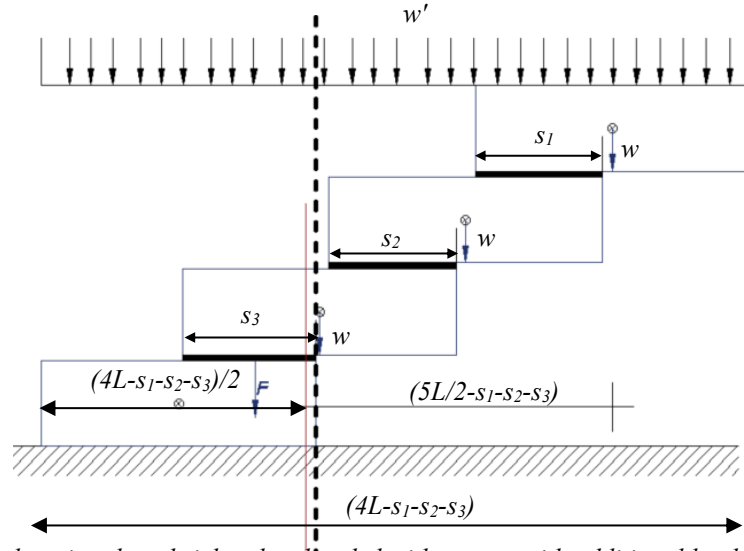 w'
s1
w
s2
w
s3
w
(4L-s1-s2-s3)/2
F
(5L/2-s1-s2-s3)
(4L-s1-s2-s3)